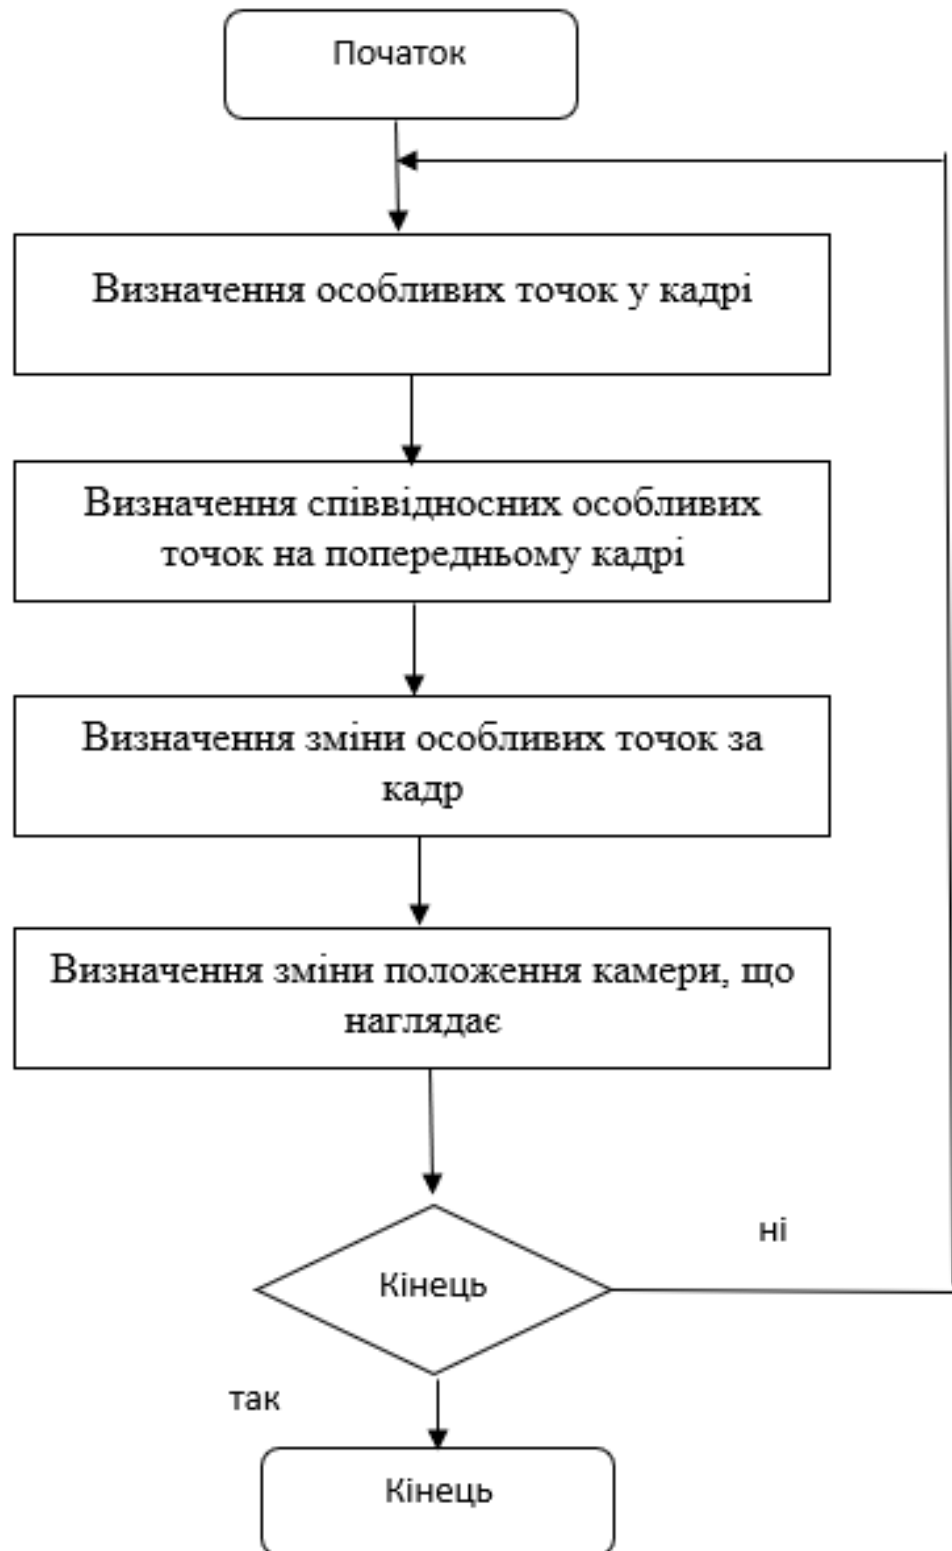 Початок
Визначення особливих точок у кадрі
Визначення співвідносних особливих
точок на попередньому кадрі
Визначення зміни особливих точок за
кадр
Визначення зміни положення камери, що
наглядає
ні
Кінець
так
Кінець